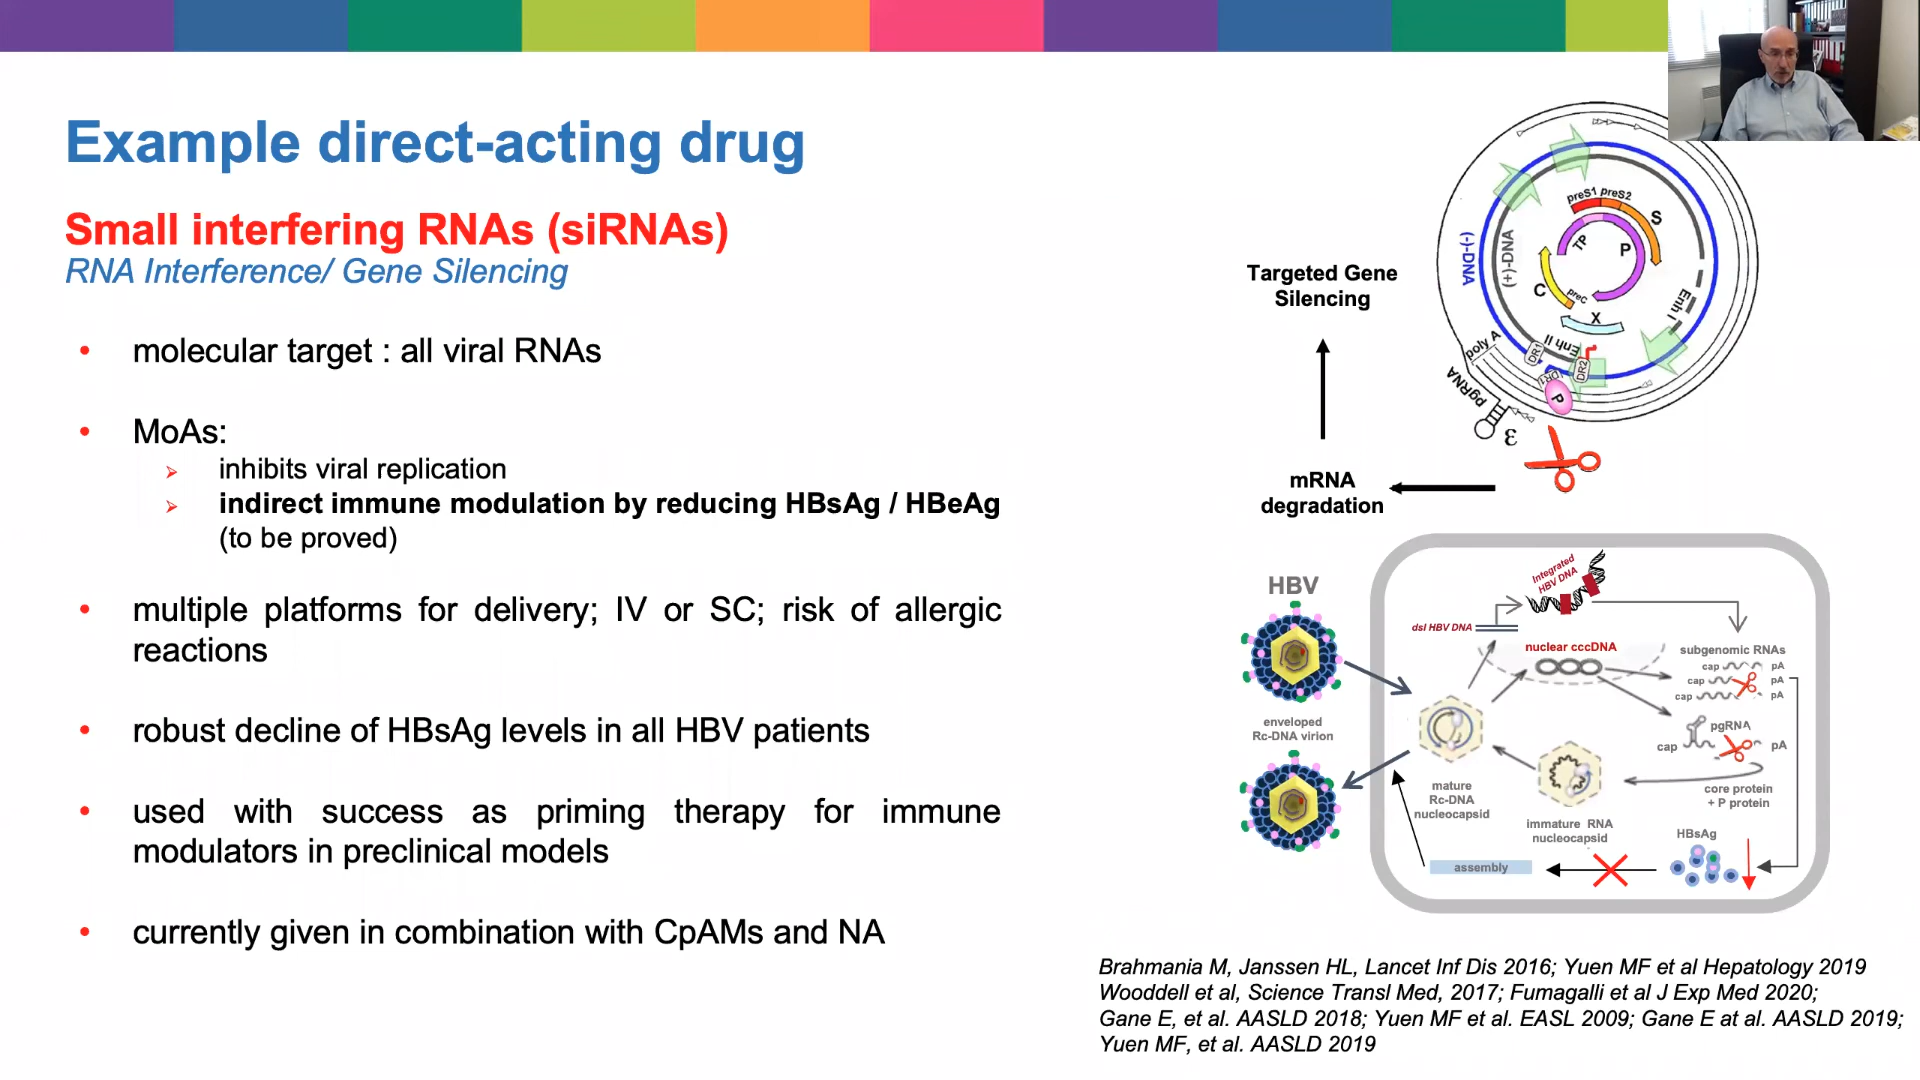 Example direct-acting drug
Small interfering RNAs (siRNAs)
RNA Interference/ Gene Silencing
• molecular target : all viral RNAs
• MoAs:
➢ inhibits viral replication
➢ indirect immune modulation by reducing HBsAg / HBeAg
(to be proved)
• multiple platforms for delivery; IV or SC; risk of allergic
reactions
• robust decline of HBsAg levels in all HBV patients
• used with success as priming therapy for immune
modulators in preclinical models
• currently given in combination with CpAMs and NA
Targeted Gene
Silencing
mRNA
degradation
(-)-DNA
(+)-DNA
preS1 preS2
S
P
TP
C
preC
X
Enh I
Enh II
DR1
DR2
DR1
P
poly A
pgRNA
ε
HBV
enveloped
Rc-DNA virion
Integrated
HBV DNA
dsl HBV DNA
nuclear cccDNA
subgenomic RNAs
cap pA
cap pA
cap pA
pgRNA
cap pA
core protein
+ P protein
mature
Rc-DNA
nucleocapsid
immature RNA
nucleocapsid
HBsAg
assembly
Brahmania M, Janssen HL, Lancet Inf Dis 2016; Yuen MF et al Hepatology 2019
Wooddell et al, Science Transl Med, 2017; Fumagalli et al J Exp Med 2020;
Gane E, et al. AASLD 2018; Yuen MF et al. EASL 2009; Gane E at al. AASLD 2019;
Yuen MF, et al. AASLD 2019